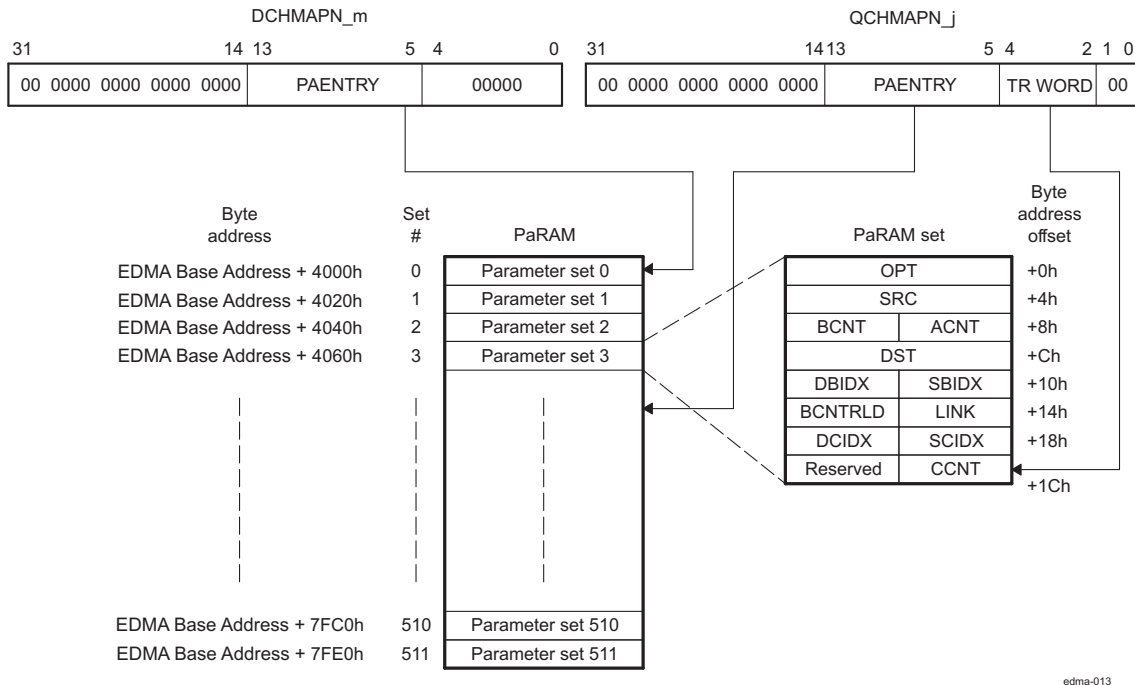 DCHMAPN_m
QCHMAPN_j
31 14 13 5 4 0
31 14 13 5 4 2 1 0
00 0000 0000 0000 0000 PAENTRY 00000
00 0000 0000 0000 0000 PAENTRY TR WORD 00
Byte
address
Set
#
PaRAM
PaRAM set
Byte
address
offset
EDMA Base Address + 4000h 0 Parameter set 0
EDMA Base Address + 4020h 1 Parameter set 1
EDMA Base Address + 4040h 2 Parameter set 2
EDMA Base Address + 4060h 3 Parameter set 3
OPT +0h
SRC +4h
BCNT ACNT +8h
DST +Ch
DBIDX SBIDX +10h
BCNTRLD LINK +14h
DCIDX SCIDX +18h
Reserved CCNT +1Ch
EDMA Base Address + 7FC0h 510 Parameter set 510
EDMA Base Address + 7FE0h 511 Parameter set 511
edma-013